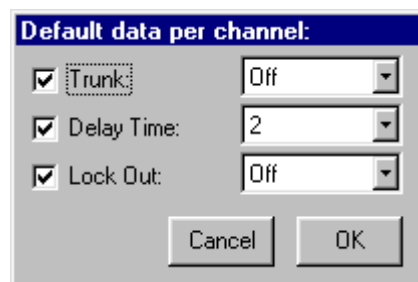 Default data per channel:
Trunk: Off
Delay Time: 2
Lock Out: Off
Cancel OK